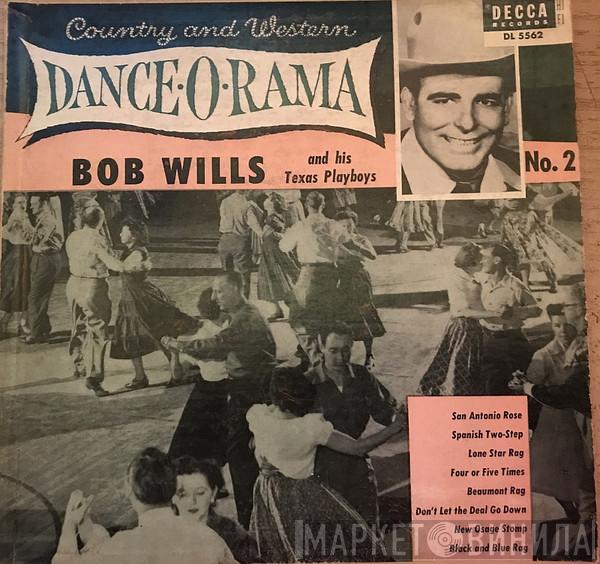 Country and Western
DANCE·O·RAMA
DECCA
RECORDS
DL 5562
BOB WILLS
and his
Texas Playboys
No. 2
San Antonio Rose
Spanish Two-Step
Lone Star Rag
Four or Five Times
Beaumont Rag
Don't Let the Deal Go Down
New Osage Stomp
Black and Blue Rag
МАРКЕТ ВИНИЛА